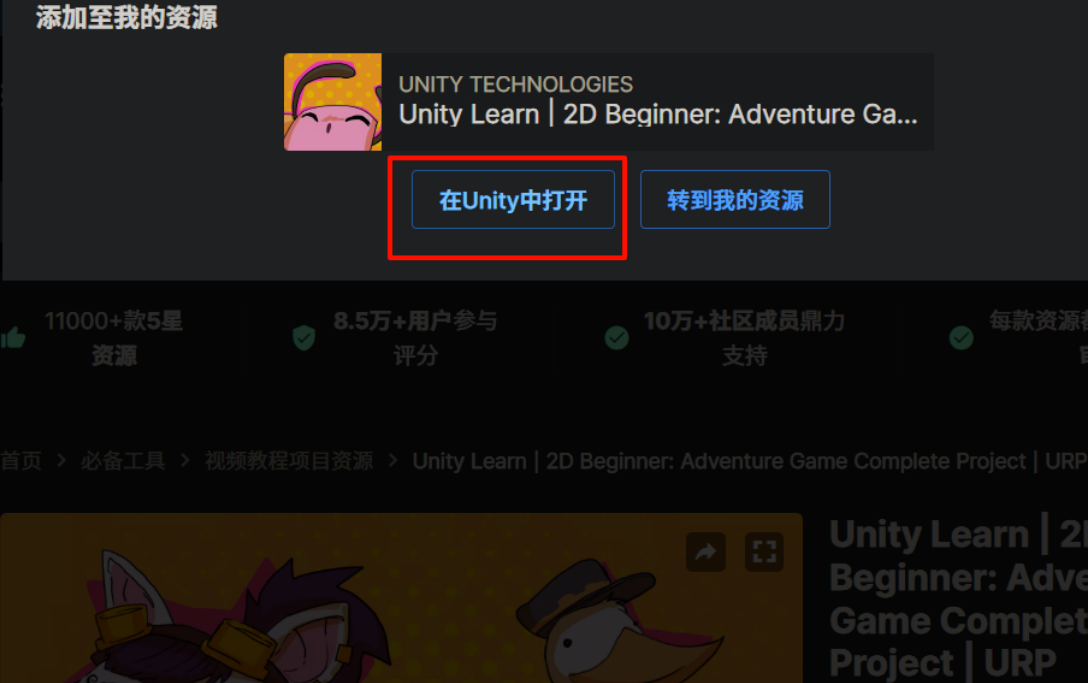 添加至我的资源
UNITY TECHNOLOGIES
Unity Learn | 2D Beginner: Adventure Ga...
在Unity中打开
转到我的资源
11000+款5星
资源
8.5万+用户参与
评分
10万+社区成员鼎力
支持
每款资源
首页 > 必备工具 > 视频教程项目资源 > Unity Learn | 2D Beginner: Adventure Game Complete Project | URP
Unity Learn | 2
Beginner: Adve
Game Complet
Project | URP